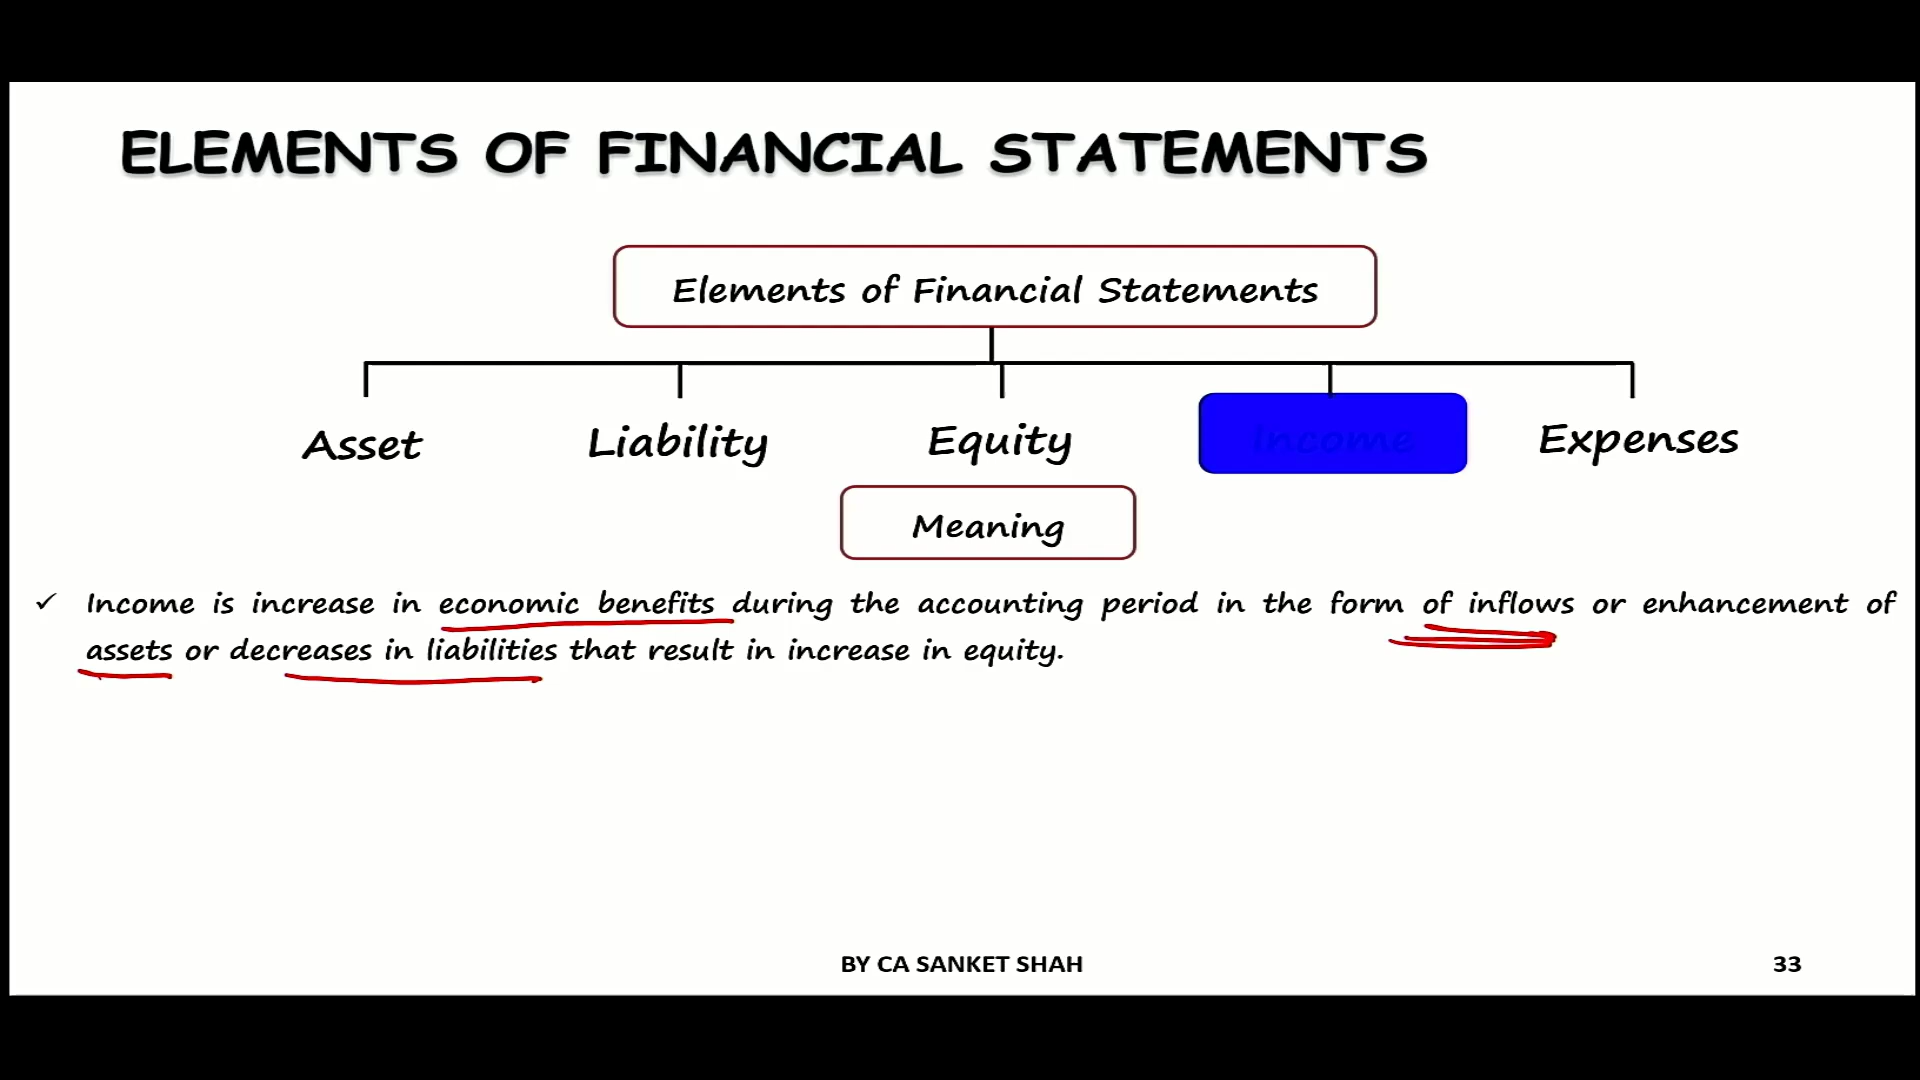 ELEMENTS OF FINANCIAL STATEMENTS
Elements of Financial Statements
Asset Liability Equity Income Expenses
Meaning
✓ Income is increase in economic benefits during the accounting period in the form of inflows or enhancement of
assets or decreases in liabilities that result in increase in equity.
BY CA SANKET SHAH 33